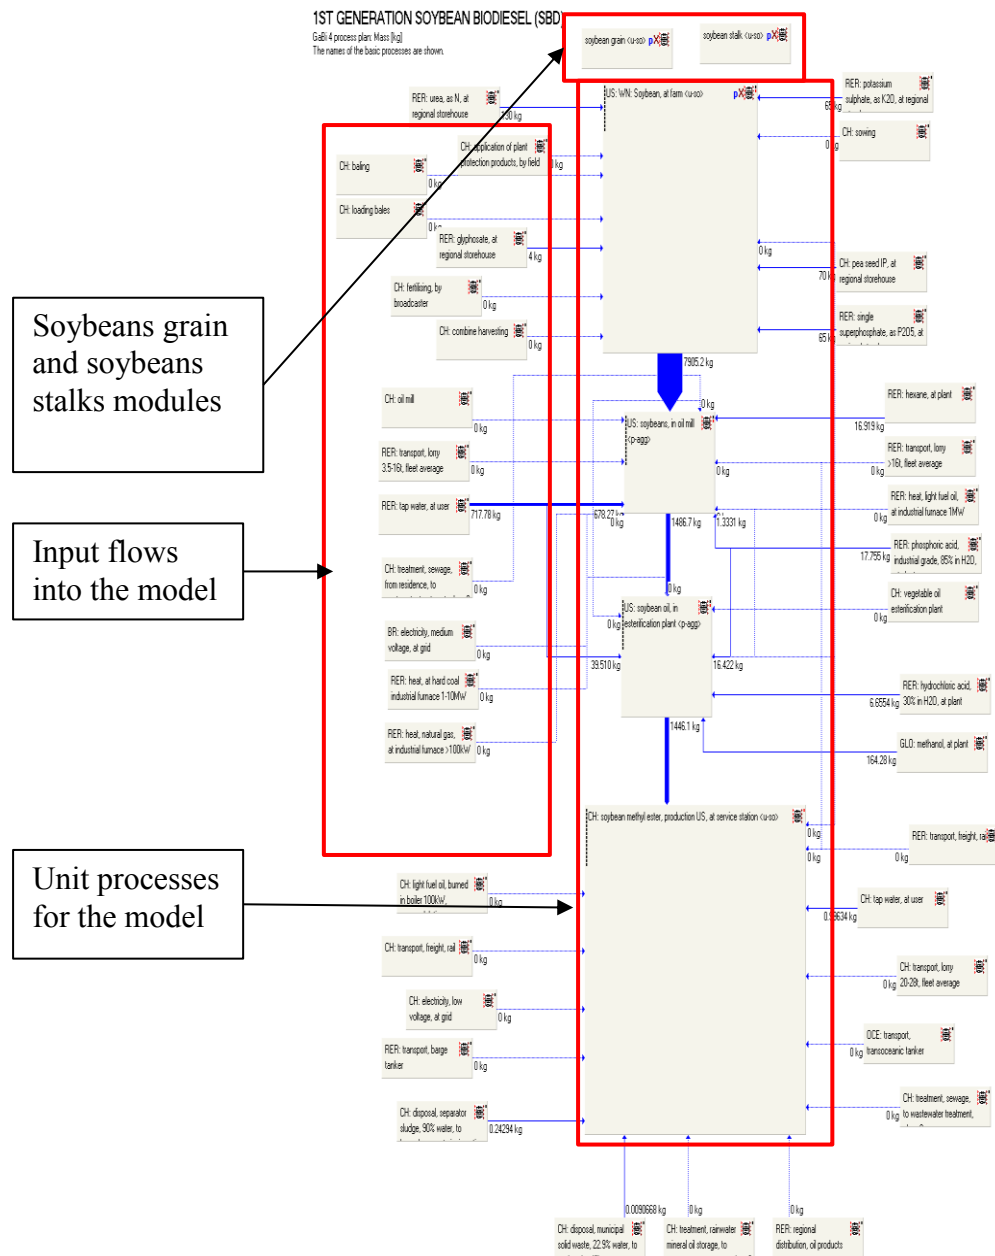 1ST GENERATION SOYBEAN BIODIESEL (SBD)
GaBi 4 process plan: Mass [kg]
The names of the basic processes are shown.
soybean grain <u-so> pX
soybean stalk <u-so> pX
US: WN: Soybean, at farm <u-so> pX
RER: urea, as N, at
regional storehouse
30 kg
RER: potassium
sulphate, as K2O, at regional
65 kg
CH: sowing
0 kg
CH: application of plant
protection products, by field
0 kg
CH: baling
0 kg
CH: loading bales
0 kg
RER: glyphosate, at
regional storehouse
4 kg
0 kg
CH: pea seed IP, at
regional storehouse
70 kg
CH: fertilising, by
broadcaster
0 kg
RER: single
superphosphate, as P2O5, at
65 kg
CH: combine harvesting
0 kg
Soybeans grain
and soybeans
stalks modules
7905.2 kg
CH: oil mill
0 kg
0 kg
US: soybeans, in oil mill
<p-agg>
RER: hexane, at plant
16.919 kg
RER: transport, lorry
3.5-16t, fleet average
0 kg
0 kg
RER: transport, lorry
>16t, fleet average
0 kg
RER: tap water, at user
717.78 kg
678.27 kg
0 kg
1486.7 kg
1.3331 kg
RER: heat, light fuel oil,
at industrial furnace 1MW
0 kg
RER: phosphoric acid,
industrial grade, 85% in H2O,
17.755 kg
Input flows
into the model
CH: treatment, sewage,
from residence, to
0 kg
0 kg
US: soybean oil, in
esterification plant <p-agg>
0 kg
CH: vegetable oil
esterification plant
0 kg
BR: electricity, medium
voltage, at grid
0 kg
39.510 kg
16.422 kg
RER: heat, at hard coal
industrial furnace 1-10MW
0 kg
RER: hydrochloric acid,
30% in H2O, at plant
6.6554 kg
RER: heat, natural gas,
at industrial furnace >100kW
0 kg
1446.1 kg
GLO: methanol, at plant
164.28 kg
CH: soybean methyl ester, production US, at service station <u-so>
0 kg
0 kg
RER: transport, freight, rail
0 kg
Unit processes
for the model
CH: light fuel oil, burned
in boiler 100kW,
0 kg
CH: tap water, at user
CH: transport, freight, rail
0 kg
CH: transport, lorry
20-28t, fleet average
0 kg
CH: electricity, low
voltage, at grid
0 kg
OCE: transport,
transoceanic tanker
0 kg
RER: transport, barge
tanker
0 kg
CH: treatment, sewage,
to wastewater treatment,
0 kg
CH: disposal, separator
sludge, 90% water, to
0.24294 kg
0.0090668 kg
0 kg
0 kg
CH: disposal, municipal
solid waste, 22.9% water, to
CH: treatment, rainwater
mineral oil storage, to
RER: regional
distribution, oil products